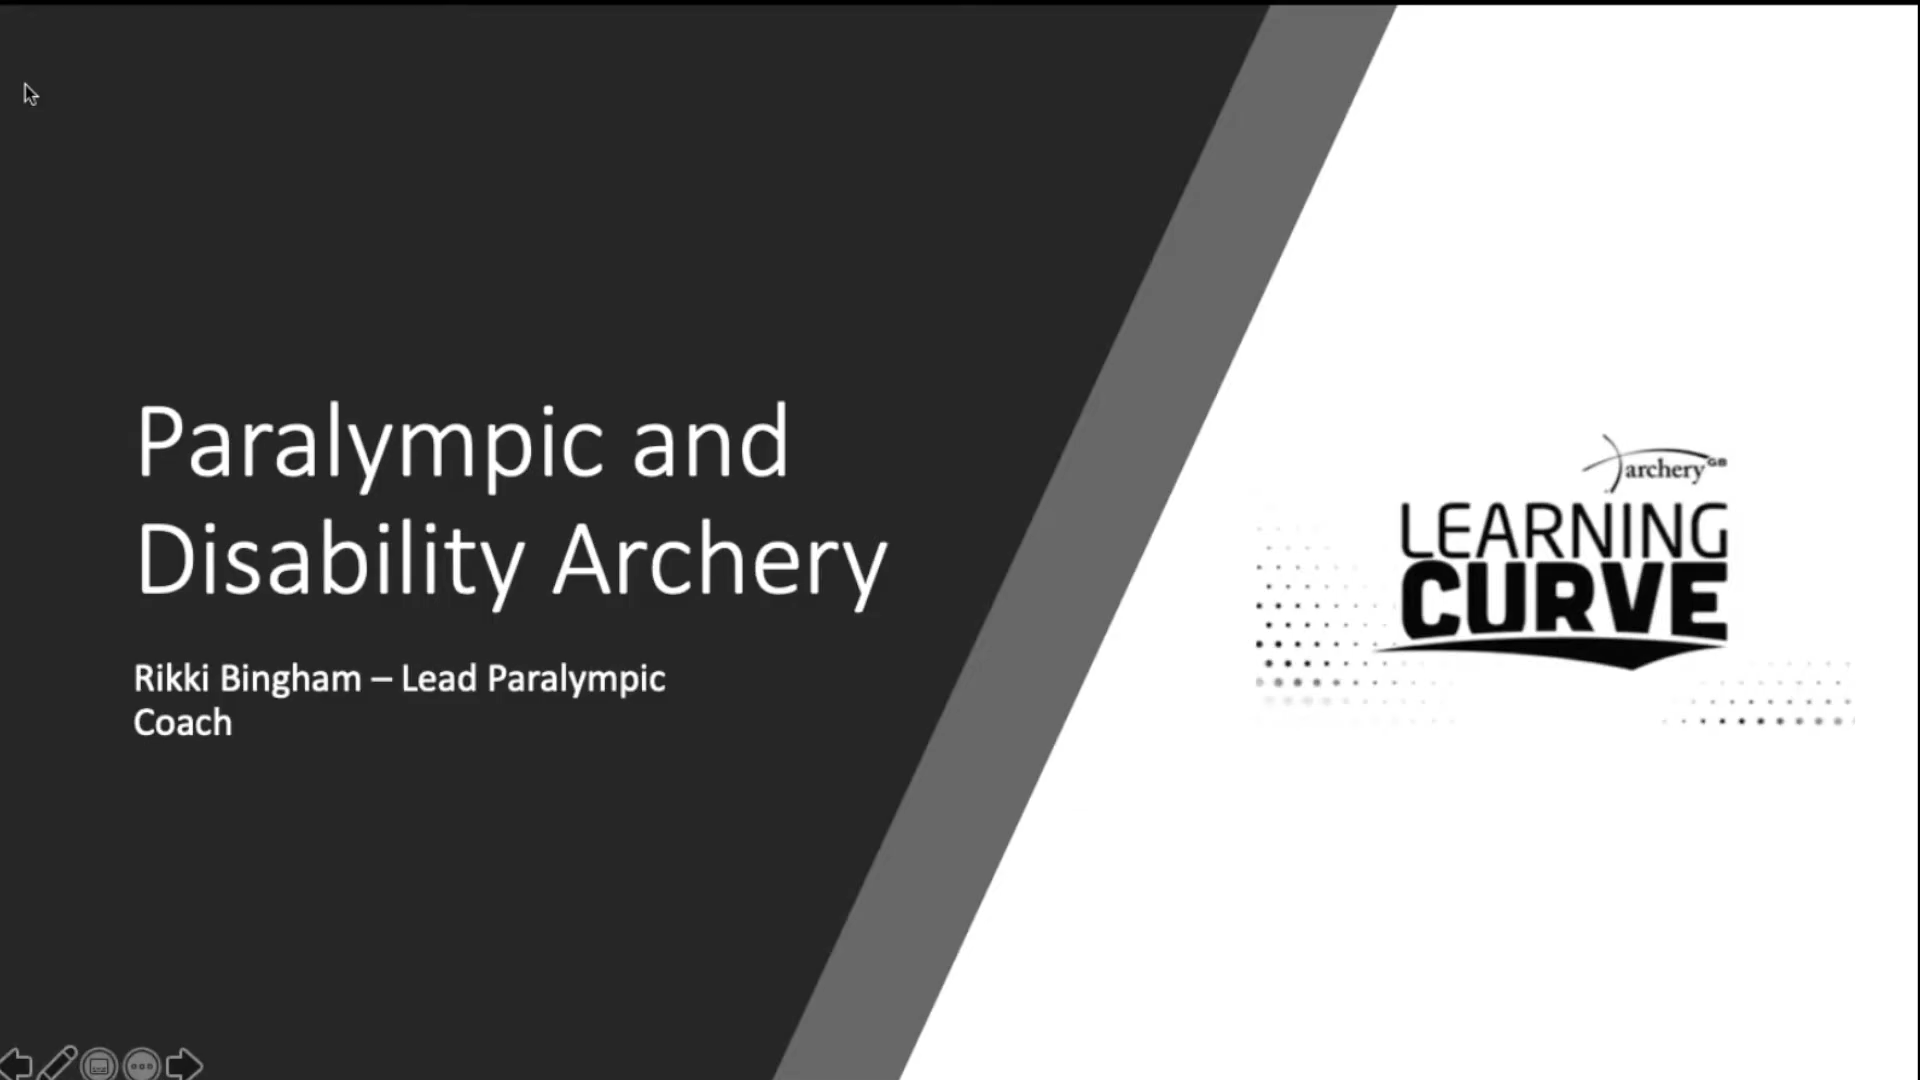 Paralympic and
Disability Archery
Rikki Bingham – Lead Paralympic
Coach
archery GB
LEARNING
CURVE